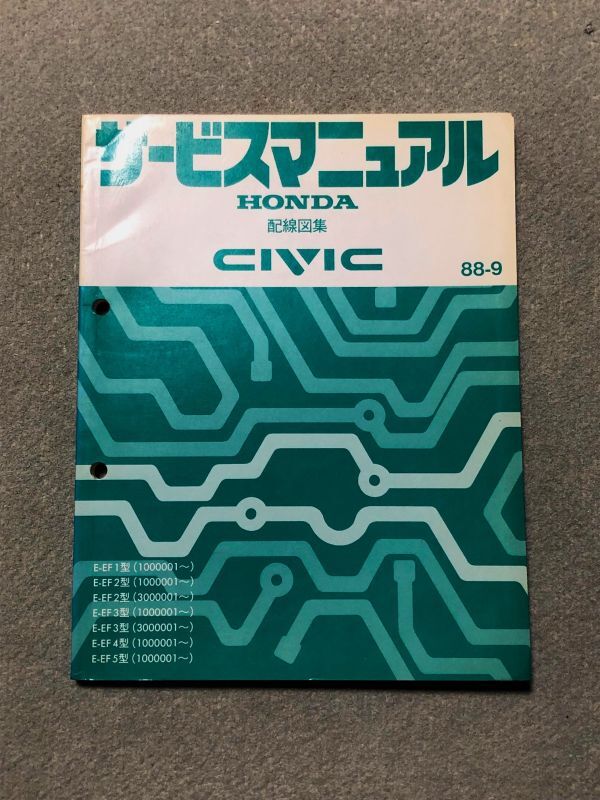 サービスマニュアル
HONDA
配線図集
CIVIC
88-9
E-EF1型 (1000001〜)
E-EF2型 (1000001〜)
E-EF2型 (3000001〜)
E-EF3型 (1000001〜)
E-EF3型 (3000001〜)
E-EF4型 (1000001〜)
E-EF5型 (1000001〜)